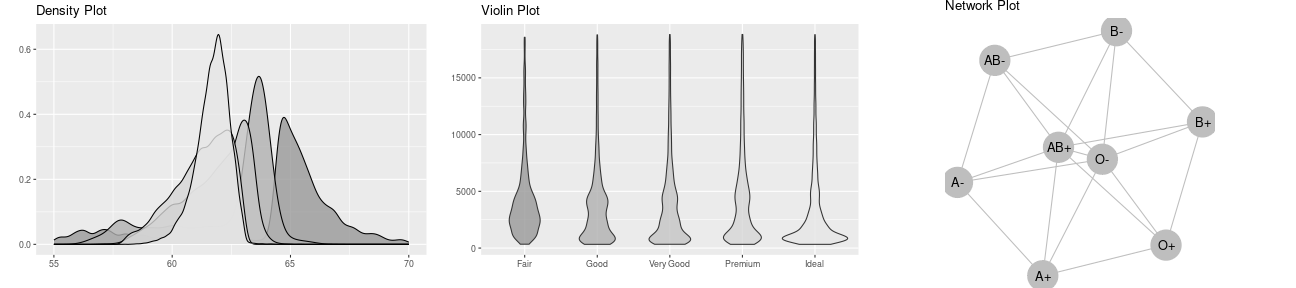 Density Plot
0.6
0.4
0.2
0.0
55 60 65 70
Violin Plot
15000
10000
5000
0
Fair Good Very Good Premium Ideal
Network Plot
B-
AB-
B+
AB+
O-
A-
O+
A+